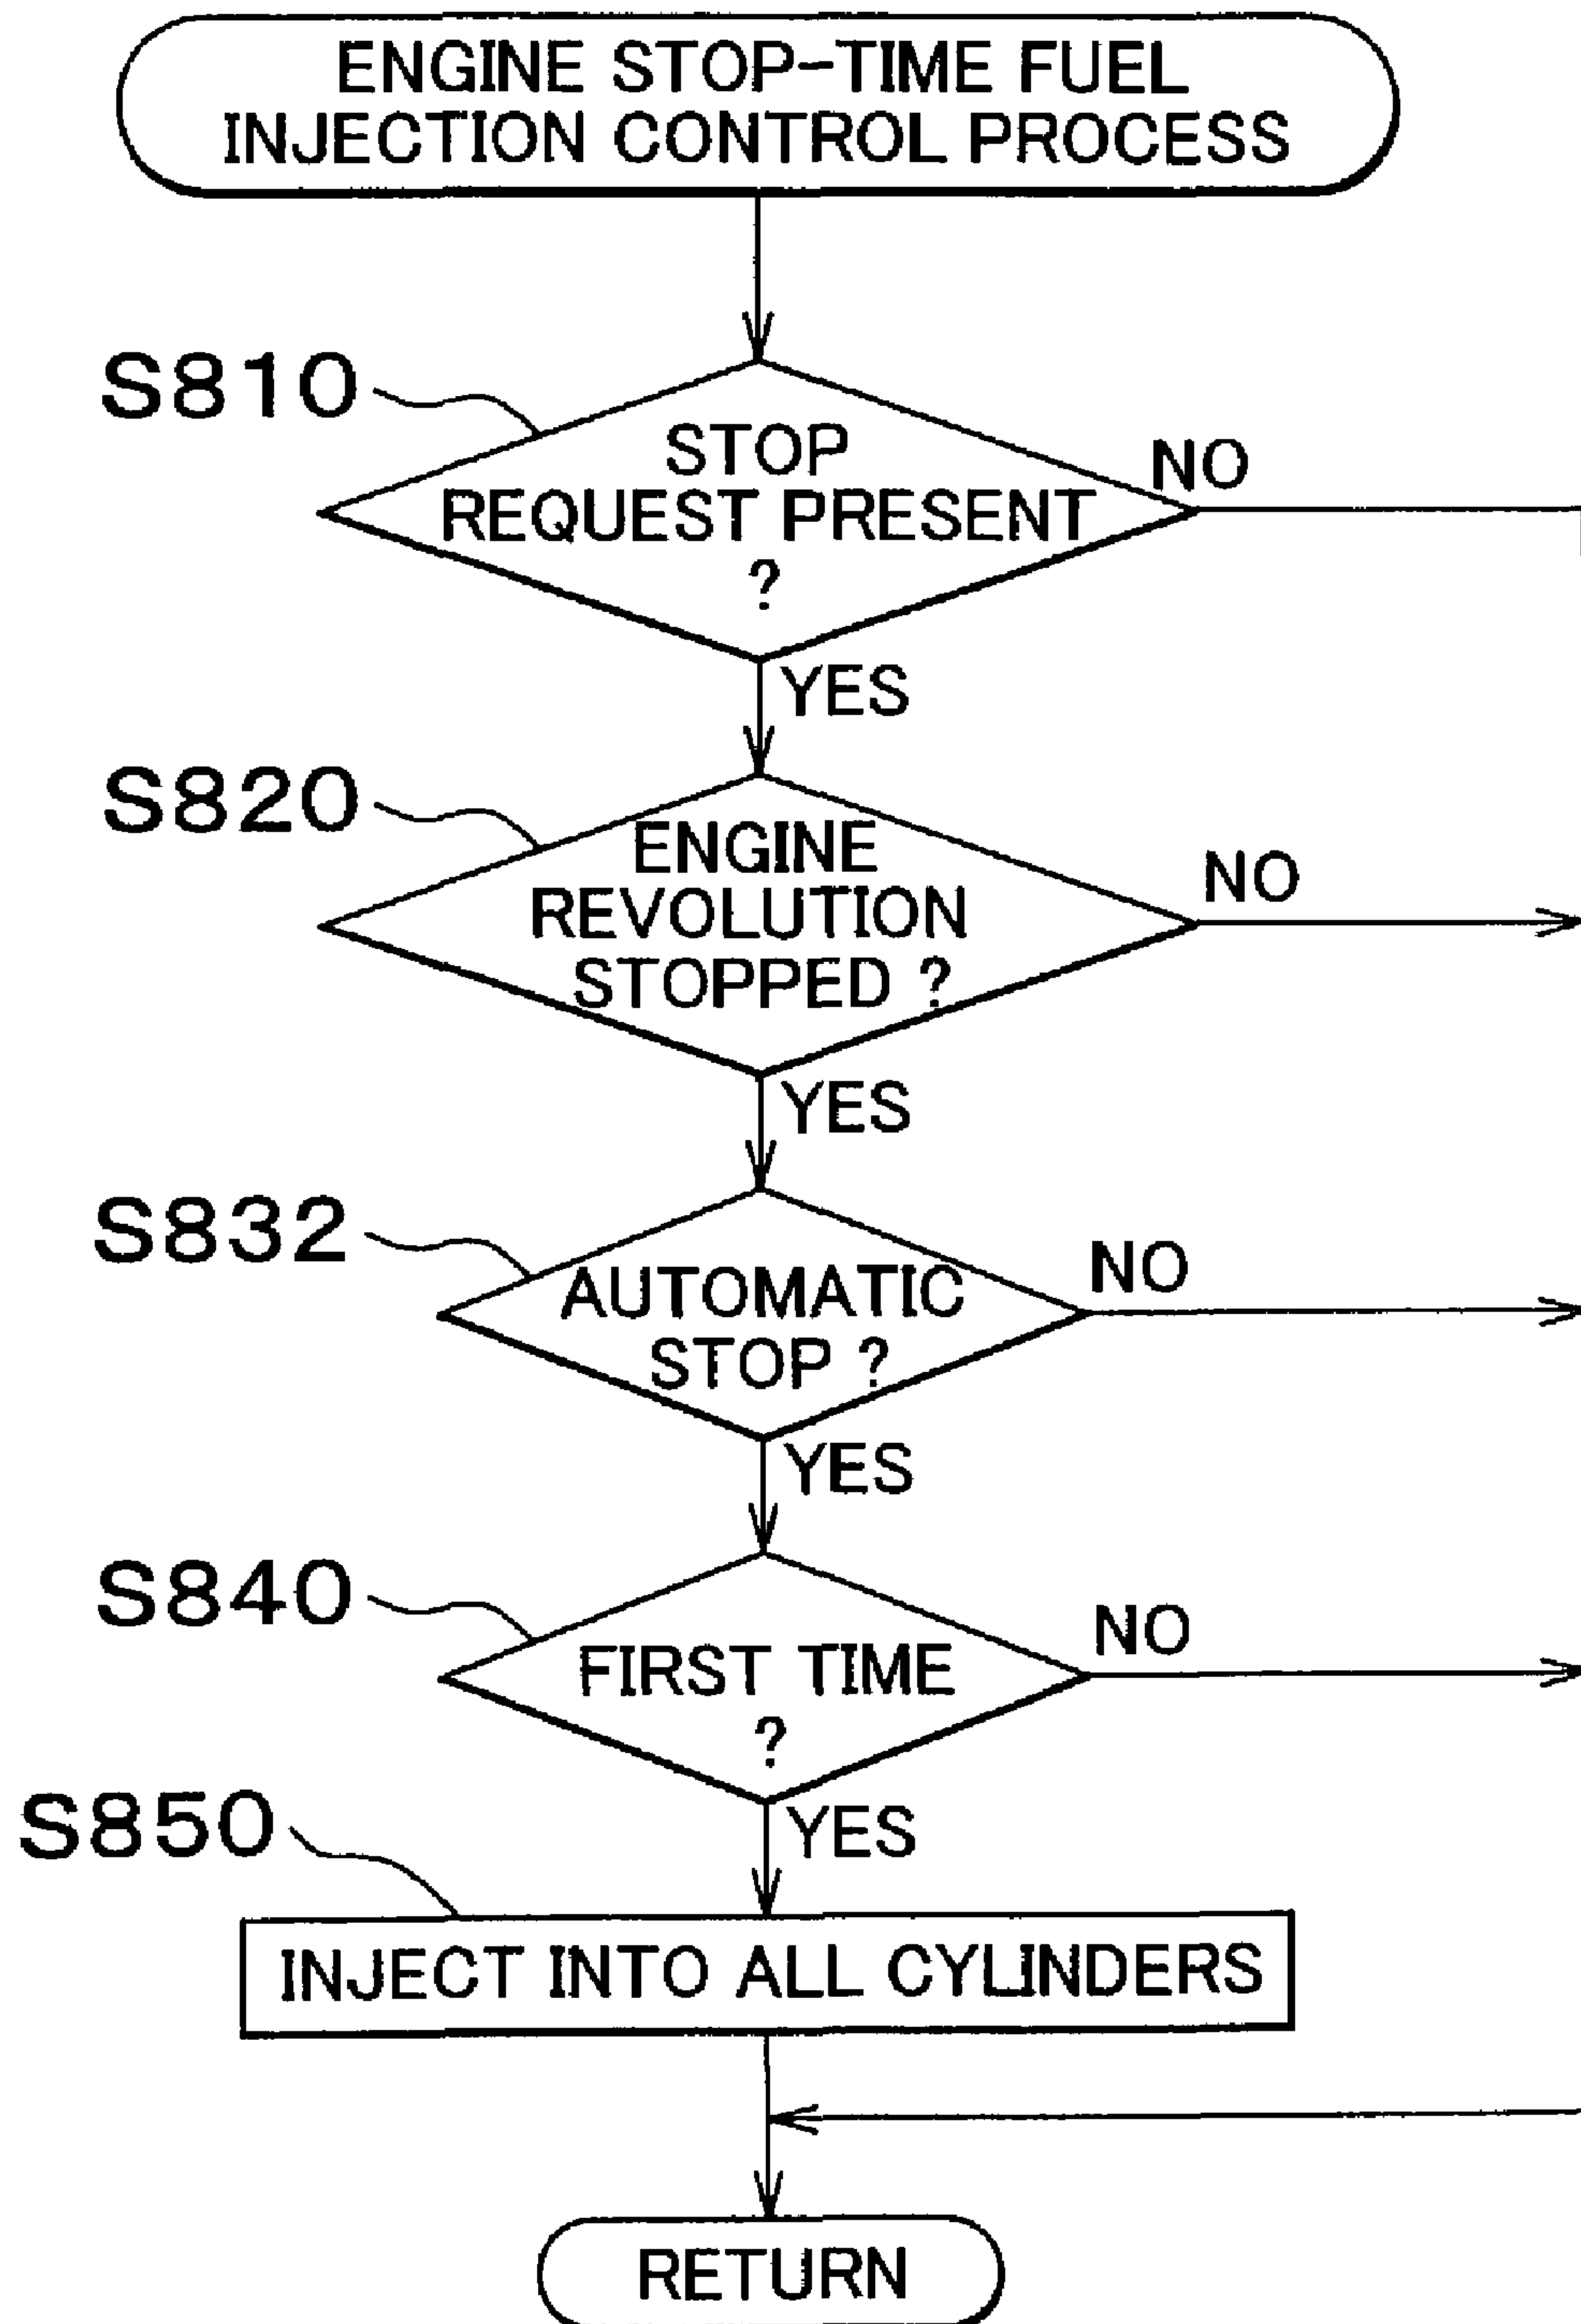 ENGINE STOP-TIME FUEL
INJECTION CONTROL PROCESS
S810
STOP
REQUEST PRESENT
?
NO
YES
S820
ENGINE
REVOLUTION
STOPPED ?
NO
YES
S832
AUTOMATIC
STOP ?
NO
YES
S840
FIRST TIME
?
NO
YES
S850
INJECT INTO ALL CYLINDERS
RETURN